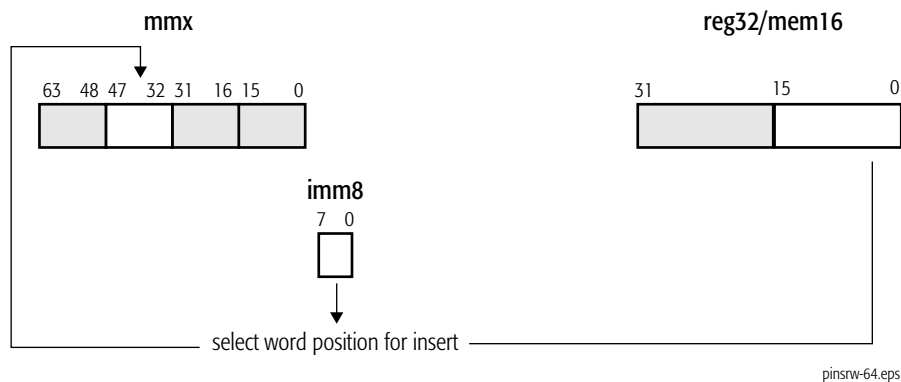 mmx reg32/mem16
63 48 47 32 31 16 15 0 31 15 0
imm8
7 0
select word position for insert
pinsrw-64.eps